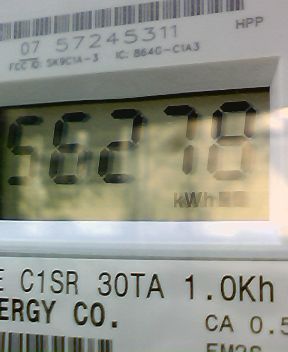 HPP
07 57245311
FCC ID: SK9C1A-3 IC: 864G-C1A3
56278
kWh
E C1SR 30TA 1.0Kh
ERGY CO.
CA 0.5